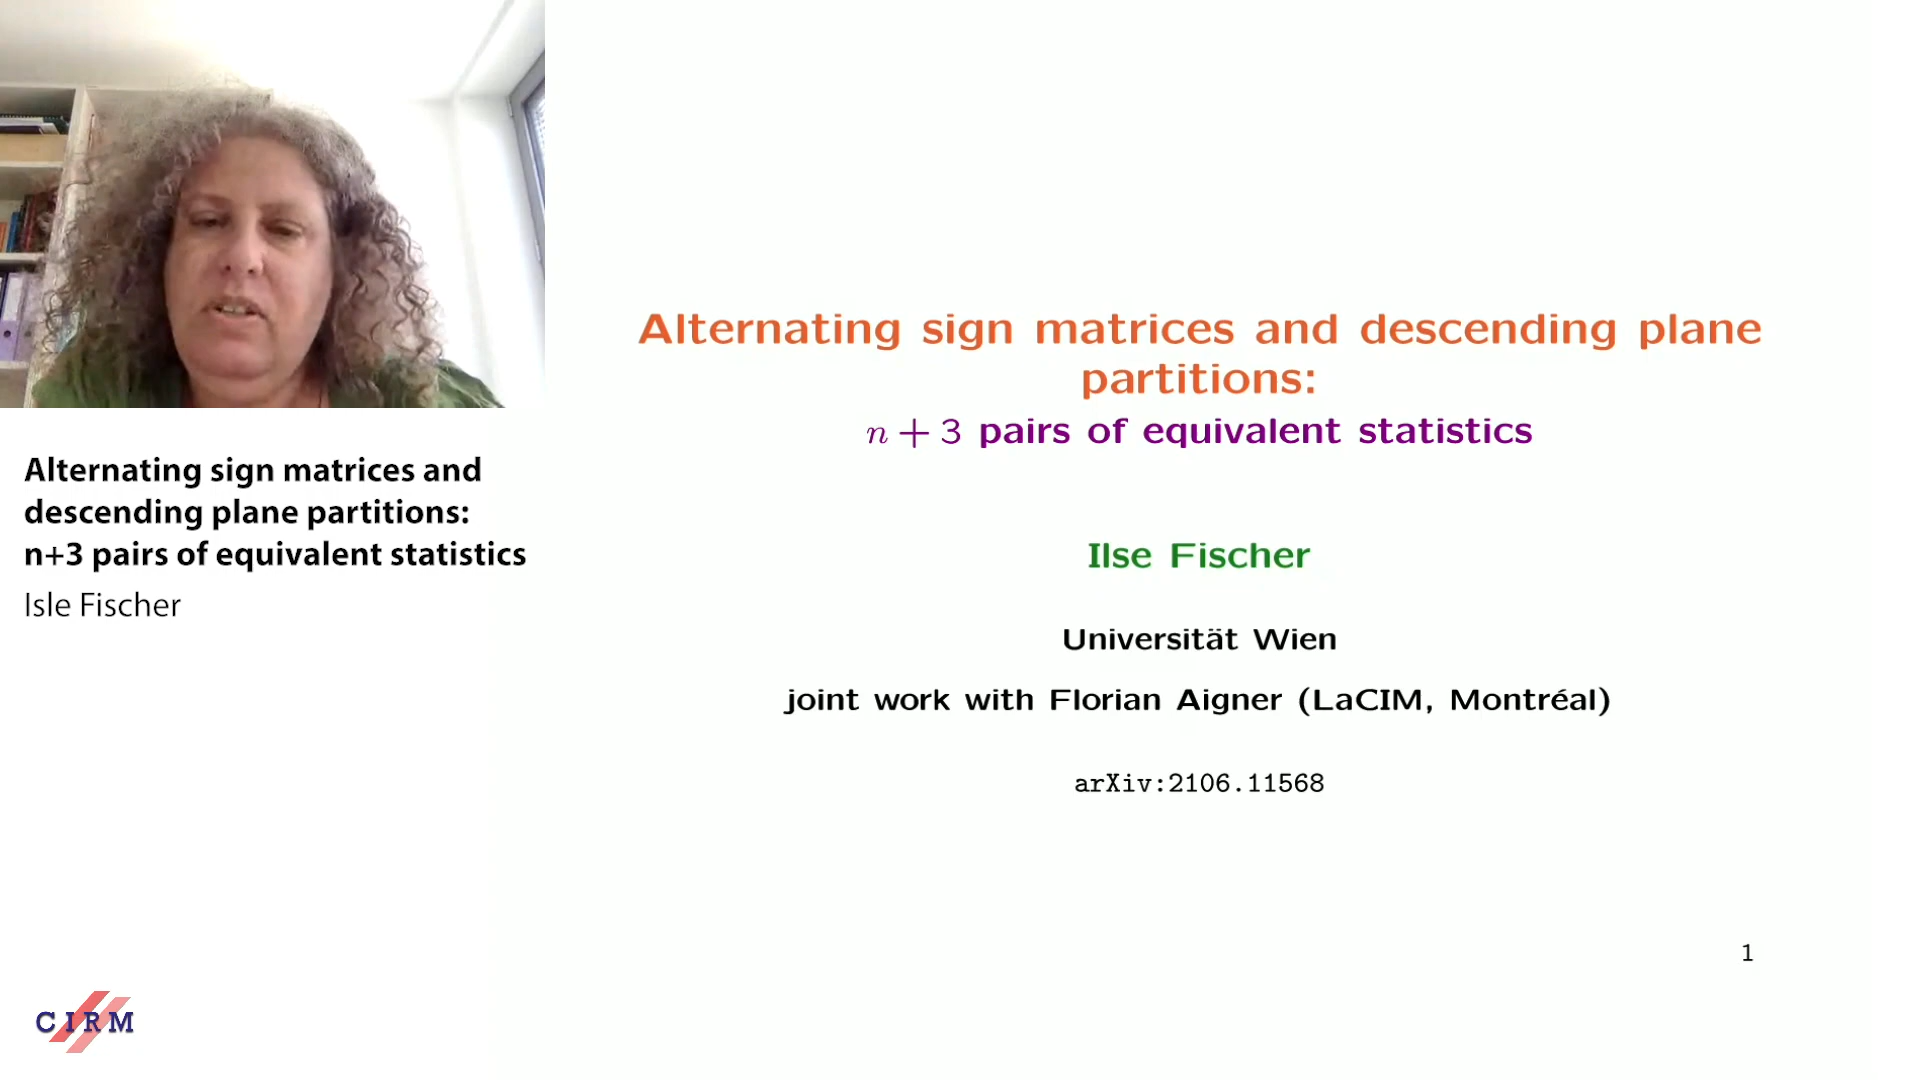 Alternating sign matrices and
descending plane partitions:
n+3 pairs of equivalent statistics
Isle Fischer
CIRM
Alternating sign matrices and descending plane
partitions:
n + 3 pairs of equivalent statistics
Ilse Fischer
Universität Wien
joint work with Florian Aigner (LaCIM, Montréal)
arXiv:2106.11568
1